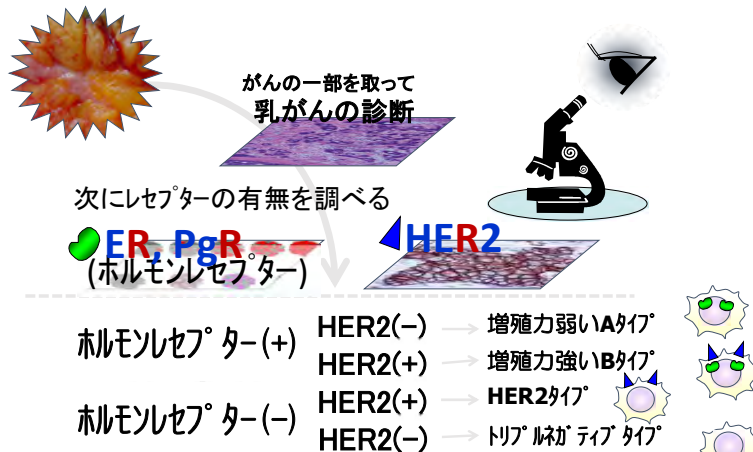 がんの一部を取って
乳がんの診断
次にレセプターの有無を調べる
ER, PgR
(ホルモンレセプター)
HER2
ホルモンレセプター(+)
HER2(−) → 増殖力弱いAタイプ
HER2(+) → 増殖力強いBタイプ
ホルモンレセプター(−)
HER2(+) → HER2タイプ
HER2(−) → トリプルネガティブタイプ